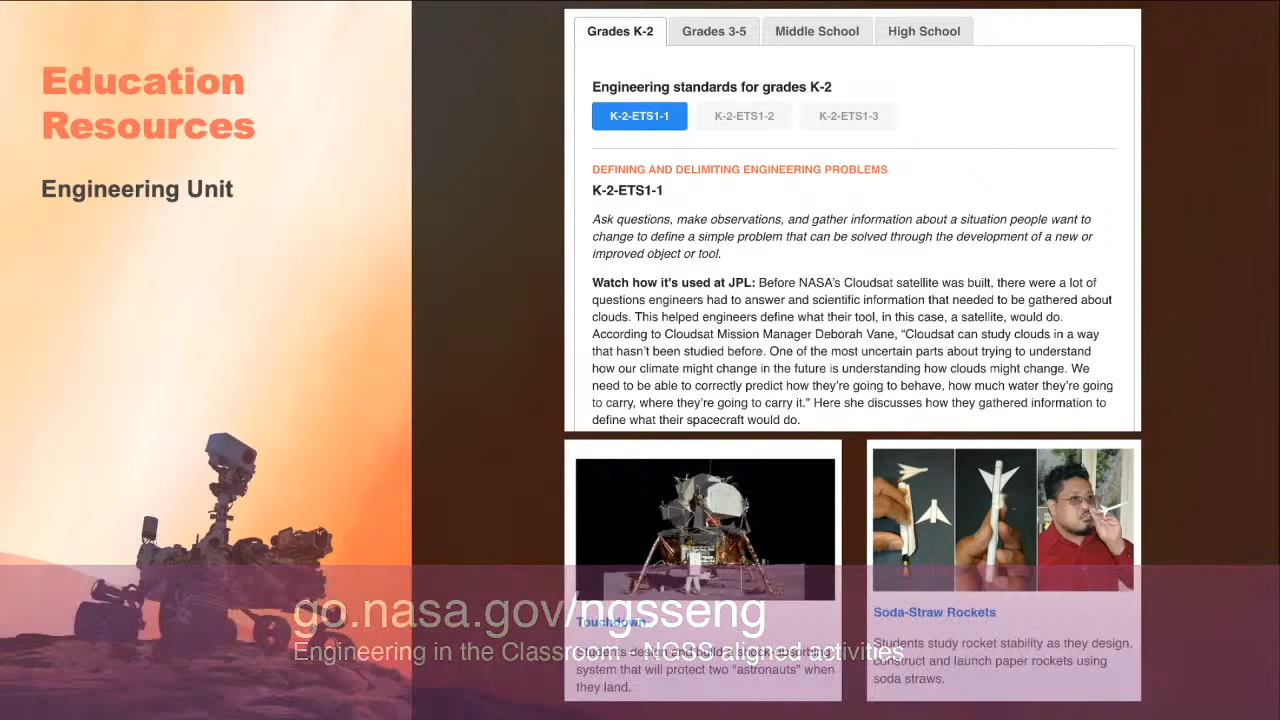 Education
Resources
Engineering Unit
Grades K-2
Grades 3-5
Middle School
High School
Engineering standards for grades K-2
K-2-ETS1-1
K-2-ETS1-2
K-2-ETS1-3
DEFINING AND DELIMITING ENGINEERING PROBLEMS
K-2-ETS1-1
Ask questions, make observations, and gather information about a situation people want to
change to define a simple problem that can be solved through the development of a new or
improved object or tool.
Watch how it's used at JPL: Before NASA's Cloudsat satellite was built, there were a lot of
questions engineers had to answer and scientific information that needed to be gathered about
clouds. This helped engineers define what their tool, in this case, a satellite, would do.
According to Cloudsat Mission Manager Deborah Vane, “Cloudsat can study clouds in a way
that hasn't been studied before. One of the most uncertain parts about trying to understand
how our climate might change in the future is understanding how clouds might change. We
need to be able to correctly predict how they're going to behave, how much water they're going
to carry, where they're going to carry it.” Here she discusses how they gathered information to
define what their spacecraft would do.
Touchdown
Students design and build a shock-absorbing
system that will protect two “astronauts” when
they land.
Soda-Straw Rockets
Students study rocket stability as they design,
construct and launch paper rockets using
soda straws.
go.nasa.gov/ngsseng
Engineering in the Classroom - NGSS aligned activities